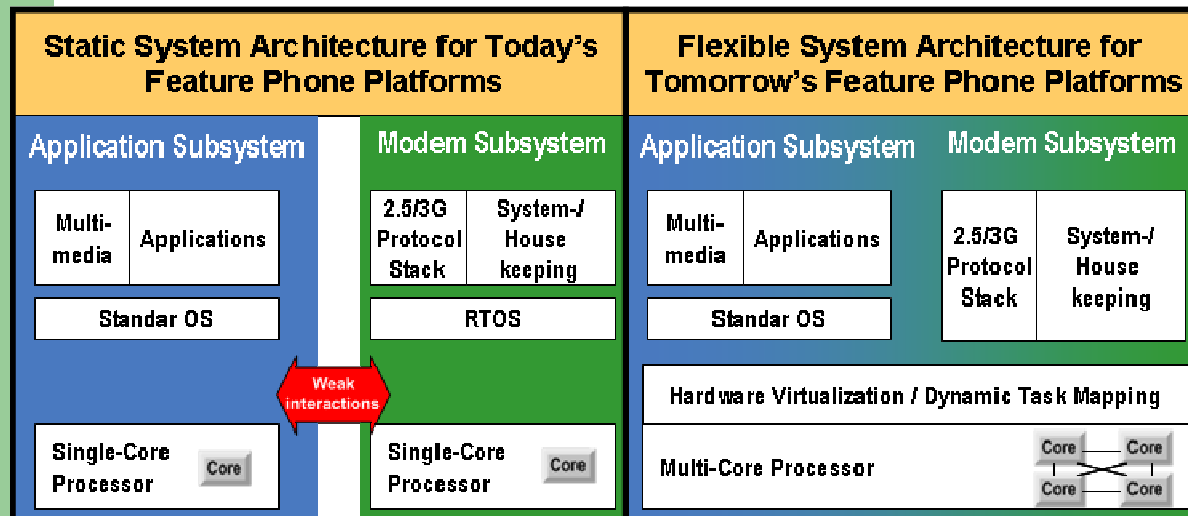 Static System Architecture for Today's
Feature Phone Platforms
Application Subsystem
Multi-
media
Applications
Standar OS
Single-Core
Processor
Core
Weak
interactions
Modem Subsystem
2.5/3G
Protocol
Stack
System-/
House
keeping
RTOS
Single-Core
Processor
Core
Flexible System Architecture for
Tomorrow's Feature Phone Platforms
Application Subsystem
Multi-
media
Applications
Standar OS
Modem Subsystem
2.5/3G
Protocol
Stack
System-/
House
keeping
Hardware Virtualization / Dynamic Task Mapping
Multi-Core Processor
Core
Core
Core
Core